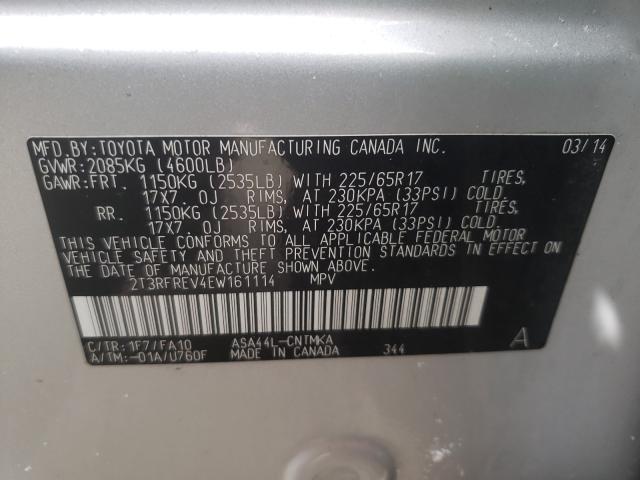 MFD.BY:TOYOTA MOTOR MANUFACTURING CANADA INC. 03/14
GVWR:2085KG (4600LB)
GAWR:FRT. 1150KG (2535LB) WITH 225/65R17 TIRES,
17X7.0J RIMS, AT 230KPA (33PSI) COLD
RR. 1150KG (2535LB) WITH 225/65R17 TIRES,
17X7.0J RIMS, AT 230KPA (33PSI) COLD
THIS VEHICLE CONFORMS TO ALL APPLICABLE FEDERAL MOTOR
VEHICLE SAFETY AND THEFT PREVENTION STANDARDS IN EFFECT ON
THE DATE OF MANUFACTURE SHOWN ABOVE.
2T3RFREV4EW161114 MPV
C/TR:1F7/FA10 ASA44L-CNTMKA A
A/TM:-01A/U760F MADE IN CANADA 344